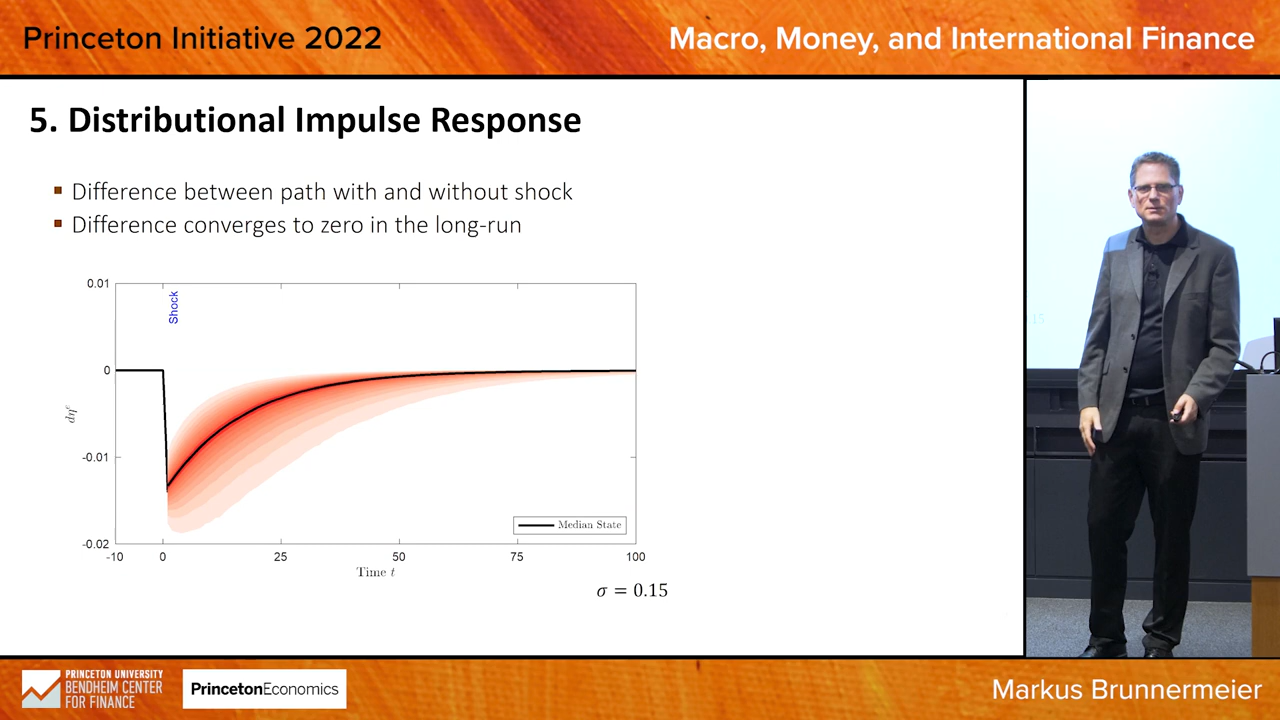 Princeton Initiative 2022
Macro, Money, and International Finance
5. Distributional Impulse Response
Difference between path with and without shock
Difference converges to zero in the long-run
0.01
Shock
0
dηᵉ
-0.01
Median State
-0.02
-10 0 25 50 75 100
Time t
σ = 0.15
15
PRINCETON UNIVERSITY
BENDHEIM CENTER
FOR FINANCE
PrincetonEconomics
Markus Brunnermeier